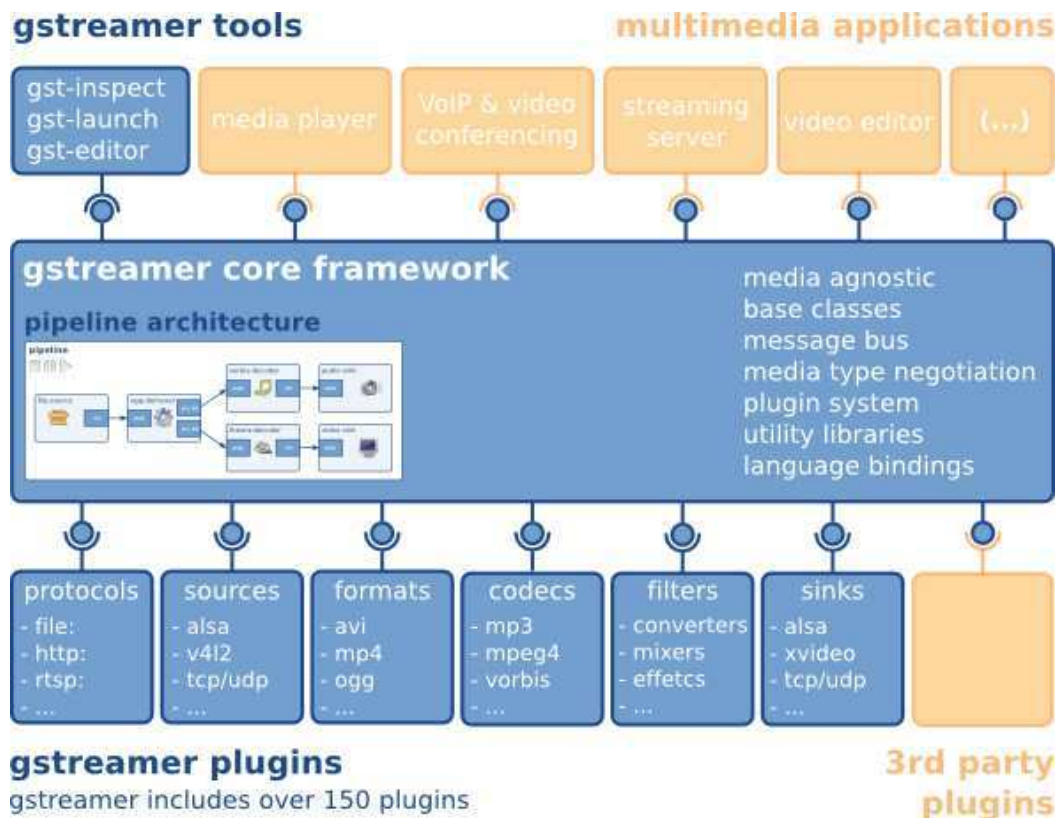 gstreamer tools
multimedia applications
gst-inspect
gst-launch
gst-editor
media player
VoIP & video
conferencing
streaming
server
video editor
(...)
gstreamer core framework
pipeline architecture
pipeline
media agnostic
base classes
message bus
media type negotiation
plugin system
utility libraries
language bindings
protocols
- file:
- http:
- rtsp:
- ...
sources
- alsa
- v4l2
- tcp/udp
- ...
formats
- avi
- mp4
- ogg
- ...
codecs
- mp3
- mpeg4
- vorbis
- ...
filters
- converters
- mixers
- effetcs
- ...
sinks
- alsa
- xvideo
- tcp/udp
- ...
gstreamer plugins
gstreamer includes over 150 plugins
3rd party
plugins